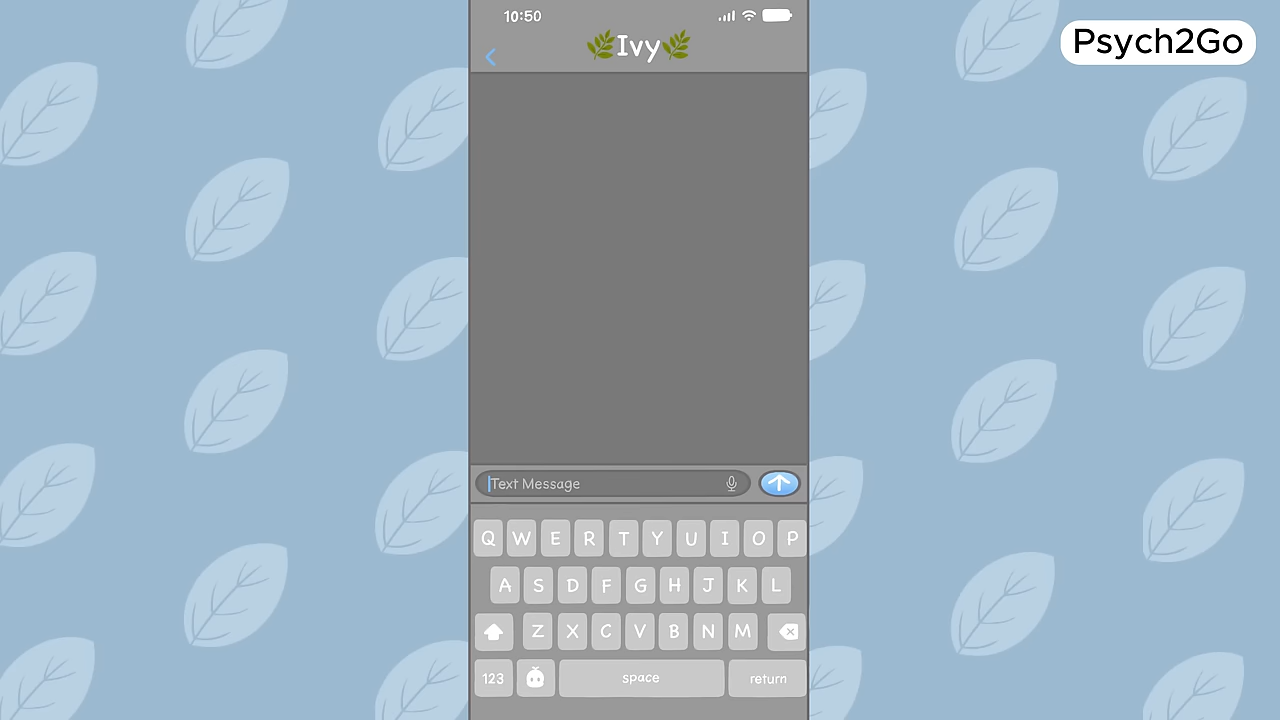 10:50
Psych2Go
🌿Ivy🌿
Text Message
Q W E R T Y U I O P
A S D F G H J K L
Z X C V B N M
123 space return